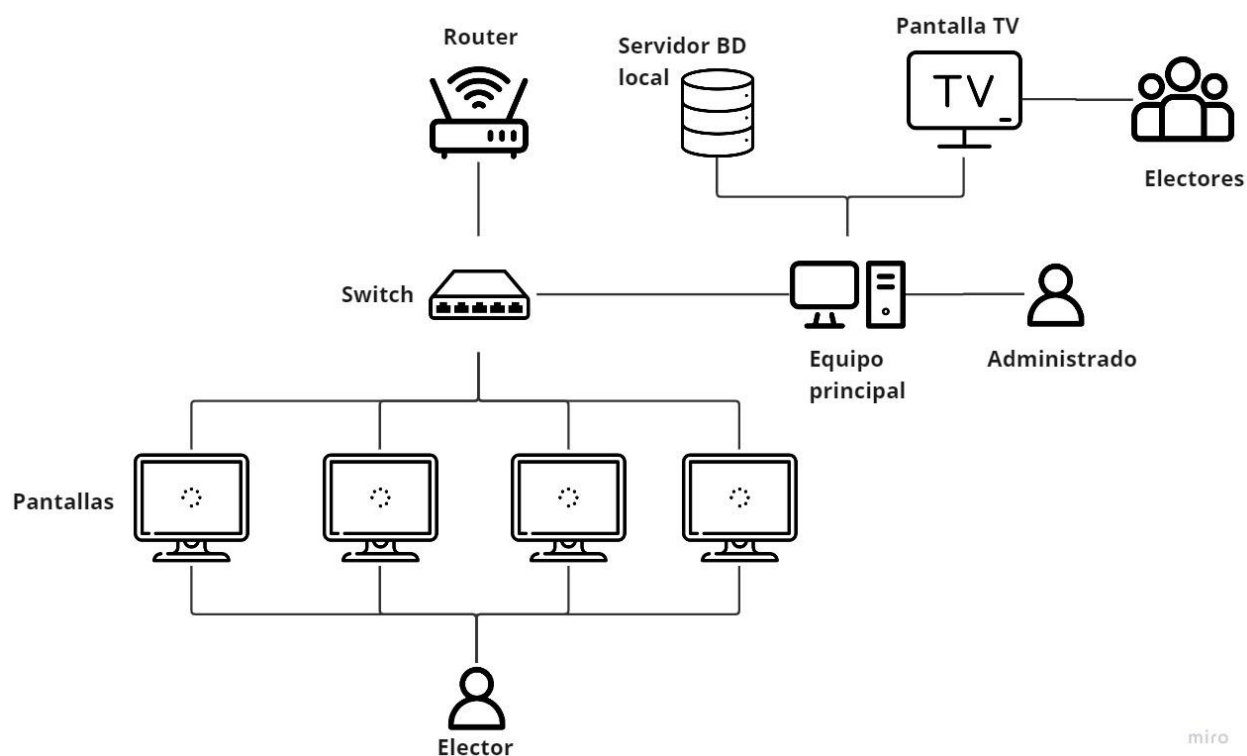 Pantalla TV
Router
Servidor BD
local
TV
Electores
Switch
Equipo
principal
Administrado
Pantallas
Elector
miro